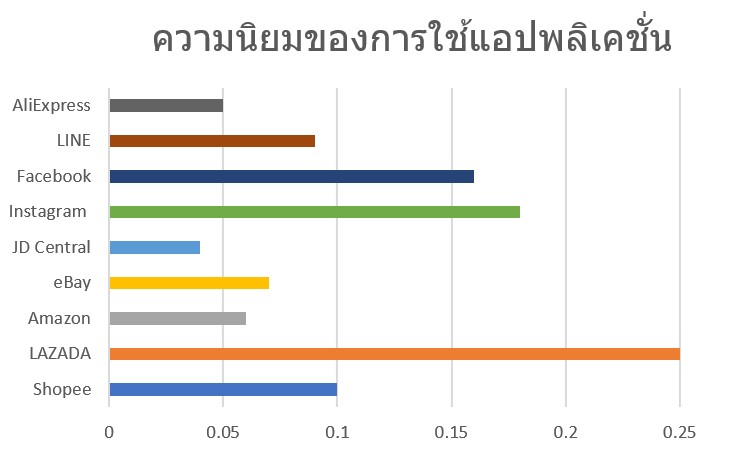 ความนิยมของการใช้แอปพลิเคชั่น
AliExpress
LINE
Facebook
Instagram
JD Central
eBay
Amazon
LAZADA
Shopee
0 0.05 0.1 0.15 0.2 0.25